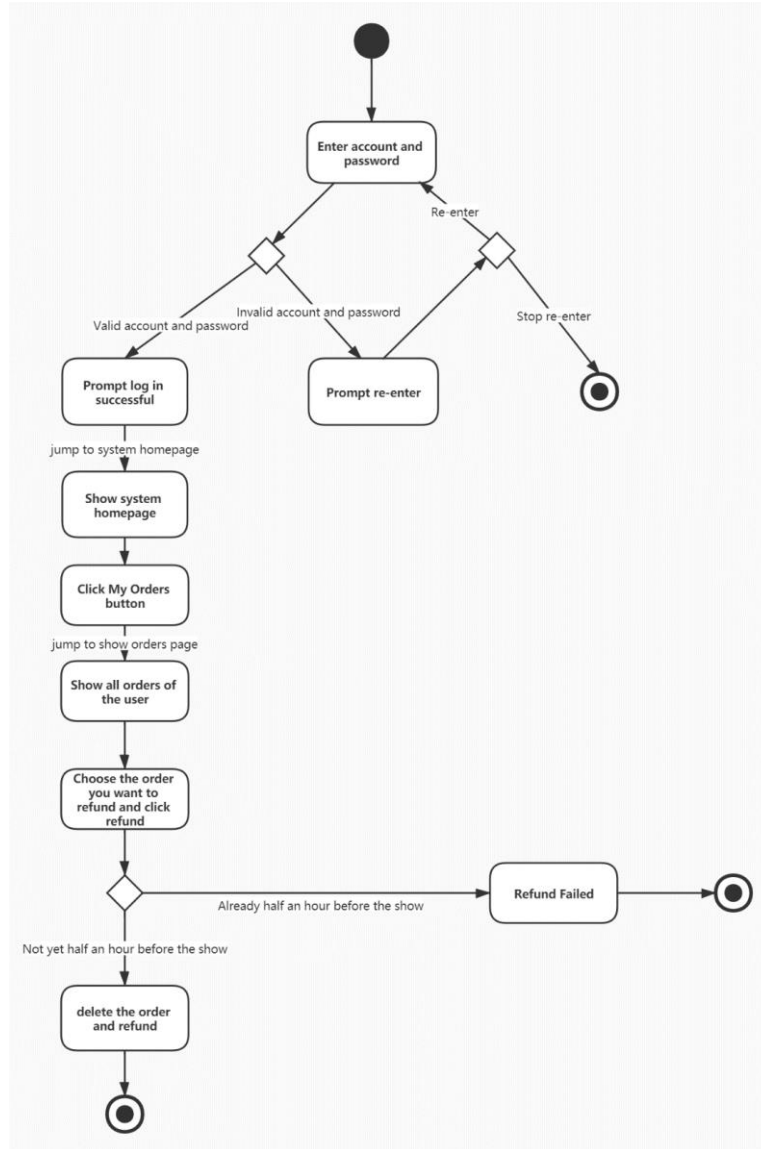 Enter account and
password
Re-enter
Valid account and password
Invalid account and password
Stop re-enter
Prompt log in
successful
Prompt re-enter
jump to system homepage
Show system
homepage
Click My Orders
button
jump to show orders page
Show all orders of
the user
Choose the order
you want to
refund and click
refund
Already half an hour before the show
Refund Failed
Not yet half an hour before the show
delete the order
and refund